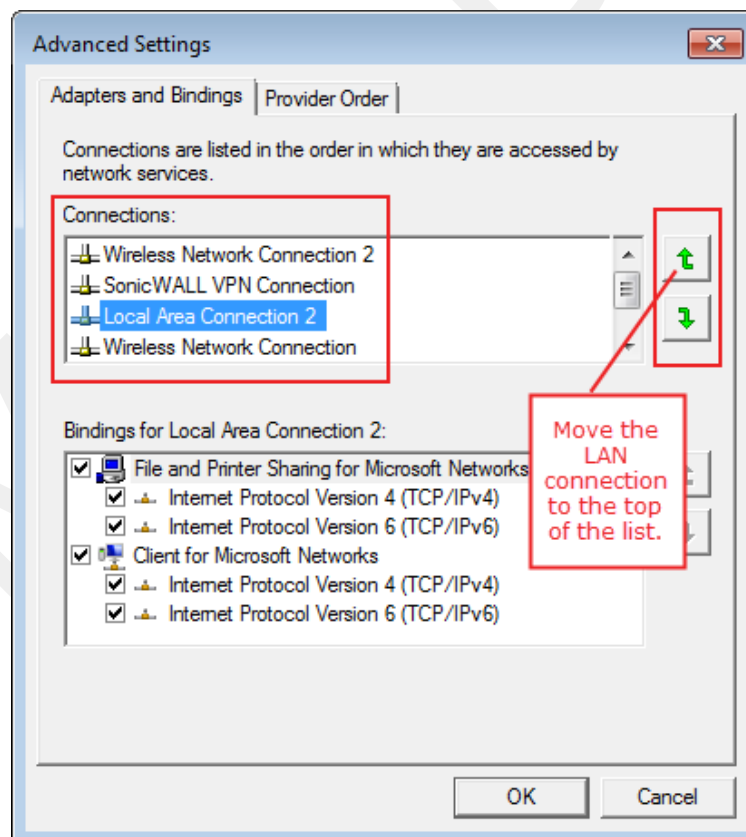 Advanced Settings
Adapters and Bindings
Provider Order
Connections are listed in the order in which they are accessed by
network services.
Connections:
Wireless Network Connection 2
SonicWALL VPN Connection
Local Area Connection 2
Wireless Network Connection
Bindings for Local Area Connection 2:
File and Printer Sharing for Microsoft Networks
Internet Protocol Version 4 (TCP/IPv4)
Internet Protocol Version 6 (TCP/IPv6)
Client for Microsoft Networks
Internet Protocol Version 4 (TCP/IPv4)
Internet Protocol Version 6 (TCP/IPv6)
Move the
LAN
connection
to the top
of the list.
OK
Cancel